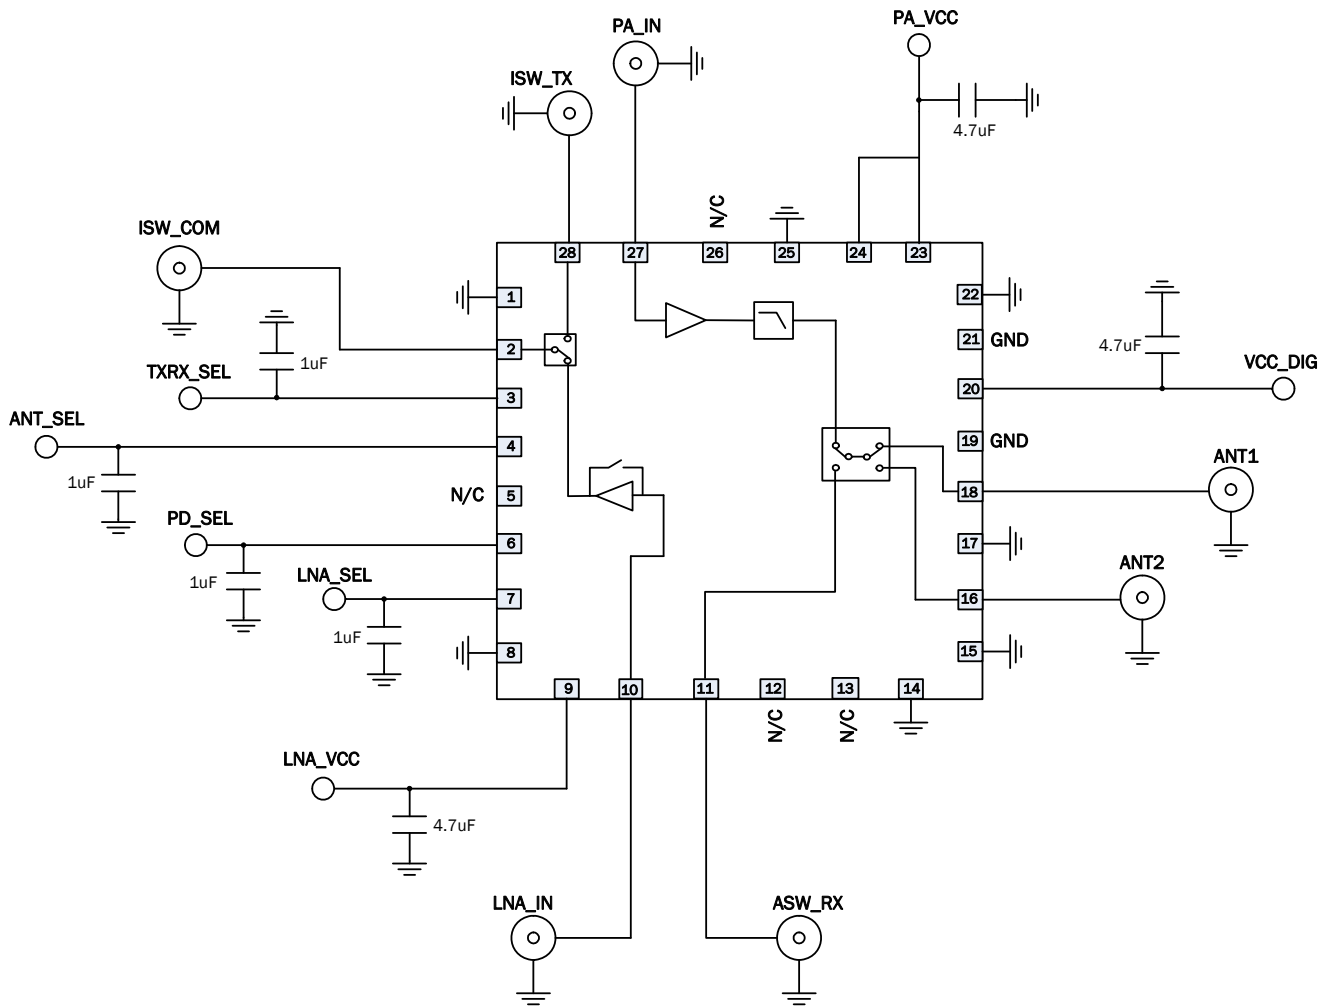 PA_VCC
PA_IN
ISW_TX
4.7uF
N/C
ISW_COM
28
27
26
25
24
23
1
22
2
1uF
21
GND
4.7uF
VCC_DIG
TXRX_SEL
3
20
ANT_SEL
4
19
GND
ANT1
1uF
N/C
5
18
PD_SEL
6
17
1uF
LNA_SEL
7
16
ANT2
1uF
8
15
9
10
11
12
13
14
N/C
N/C
LNA_VCC
4.7uF
LNA_IN
ASW_RX